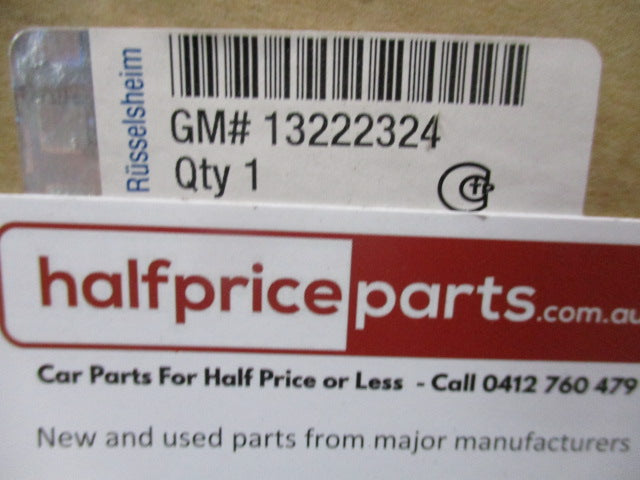 Rüsselsheim
GM# 13222324
Qty 1
halfpriceparts.com.au
Car Parts For Half Price or Less - Call 0412 760 479
New and used parts from major manufacturers